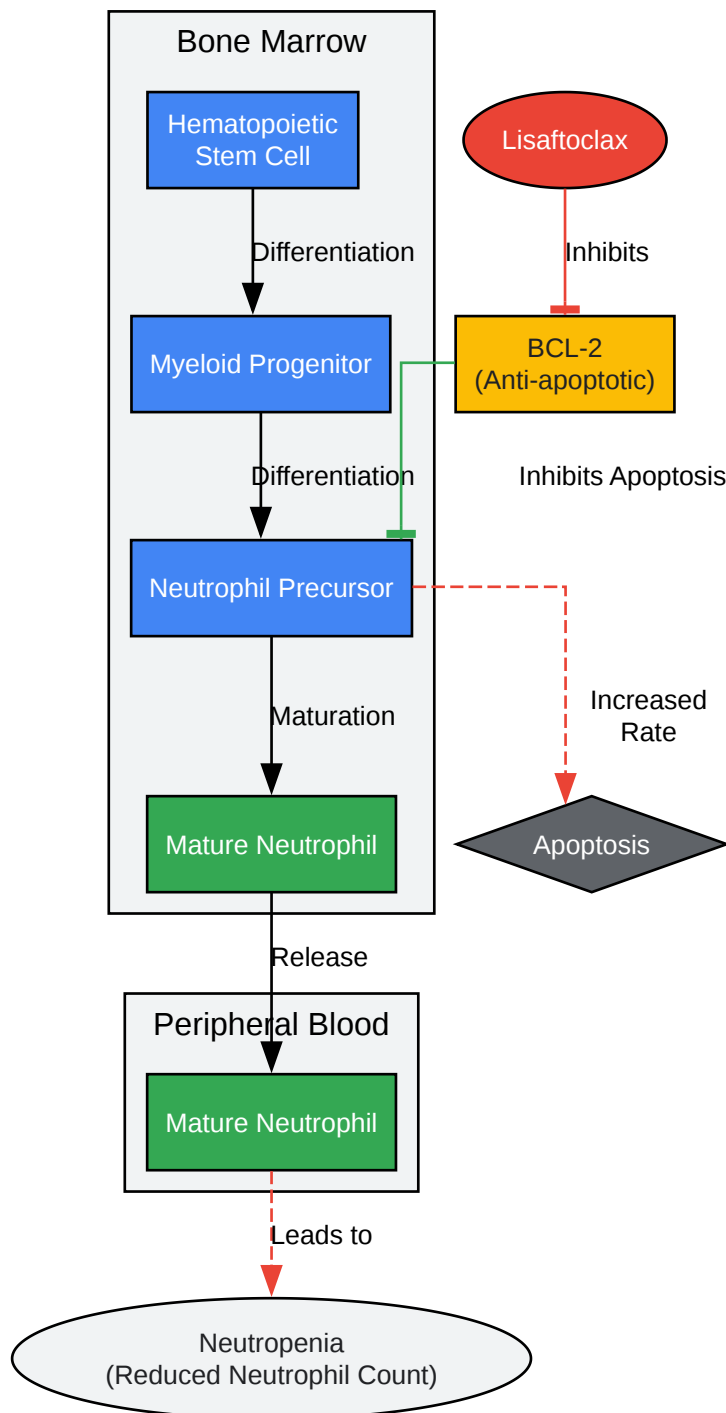 Bone Marrow
Hematopoietic
Stem Cell
Lisaftoclax
Differentiation
Inhibits
Myeloid Progenitor
BCL-2
(Anti-apoptotic)
Differentiation
Inhibits Apoptosis
Neutrophil Precursor
Maturation
Increased
Rate
Mature Neutrophil
Apoptosis
Release
Peripheral Blood
Mature Neutrophil
Leads to
Neutropenia
(Reduced Neutrophil Count)